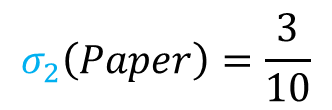 σ₂(Paper) = 3/10